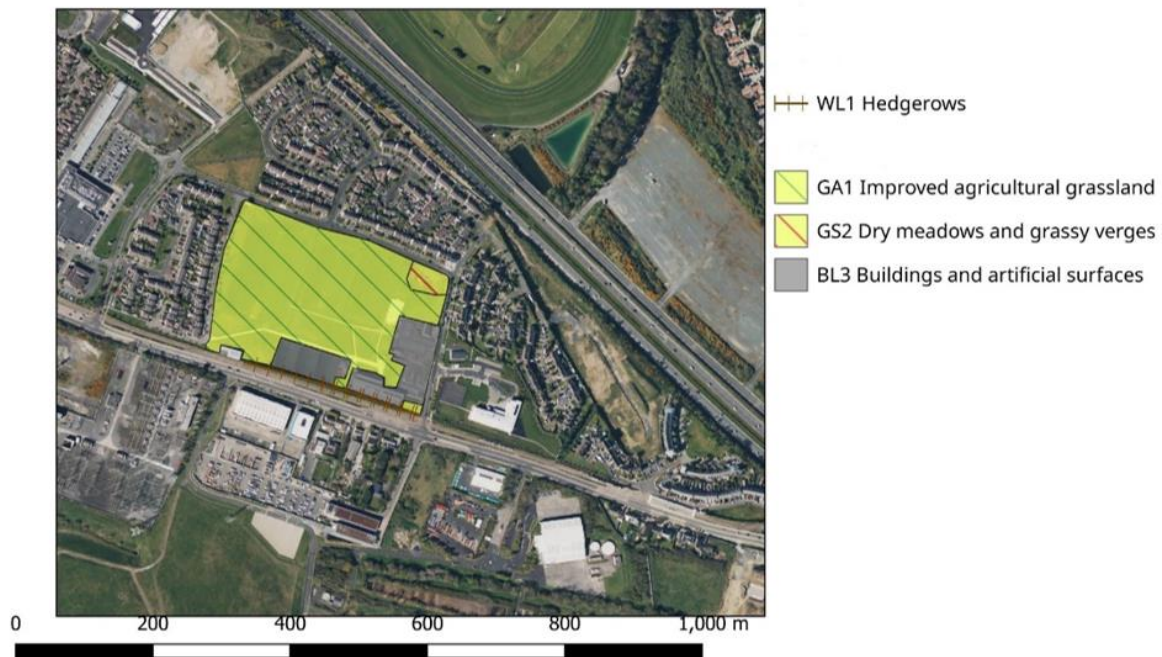 WL1 Hedgerows
GA1 Improved agricultural grassland
GS2 Dry meadows and grassy verges
BL3 Buildings and artificial surfaces
0 200 400 600 800 1,000 m